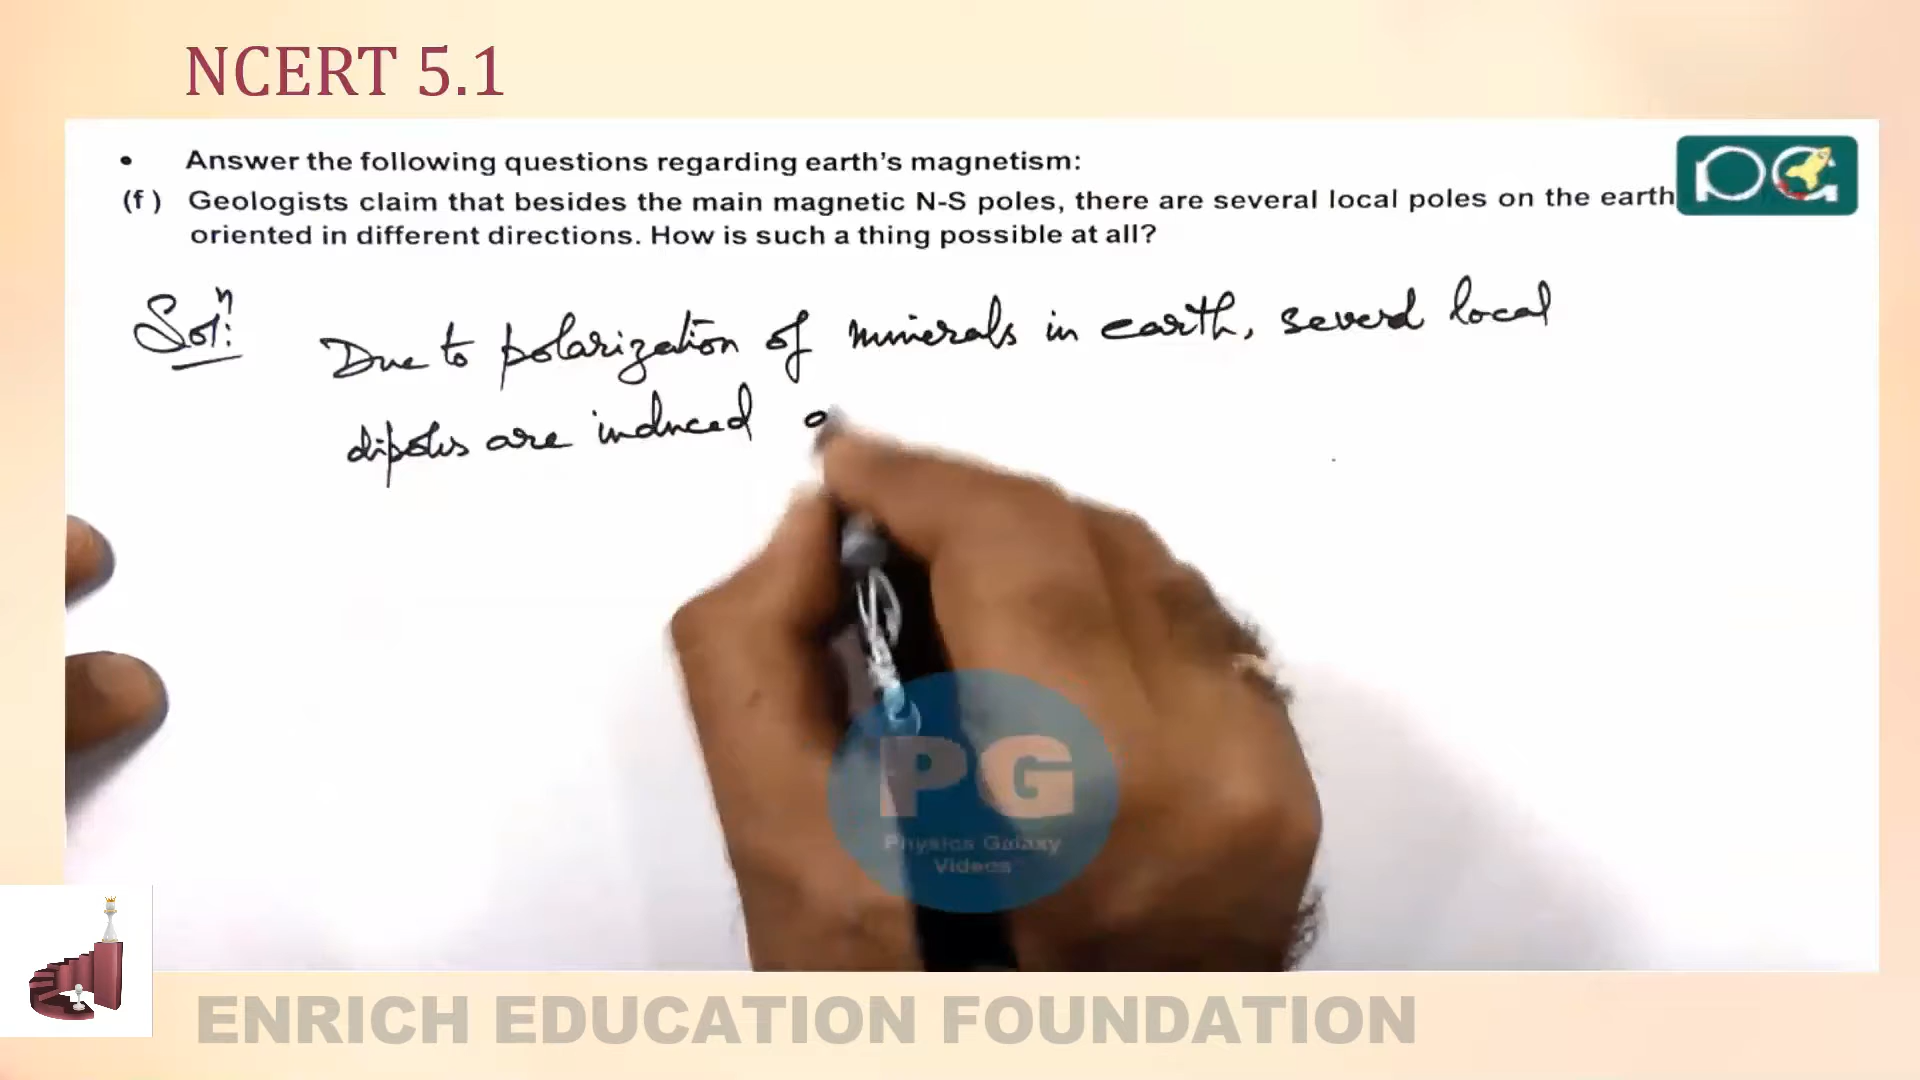 NCERT 5.1
• Answer the following questions regarding earth's magnetism:
(f) Geologists claim that besides the main magnetic N-S poles, there are several local poles on the earth
oriented in different directions. How is such a thing possible at all?
Solⁿ: Due to polarization of minerals in earth, several local
dipoles are induced
PG
Physics Galaxy
Videos
ENRICH EDUCATION FOUNDATION